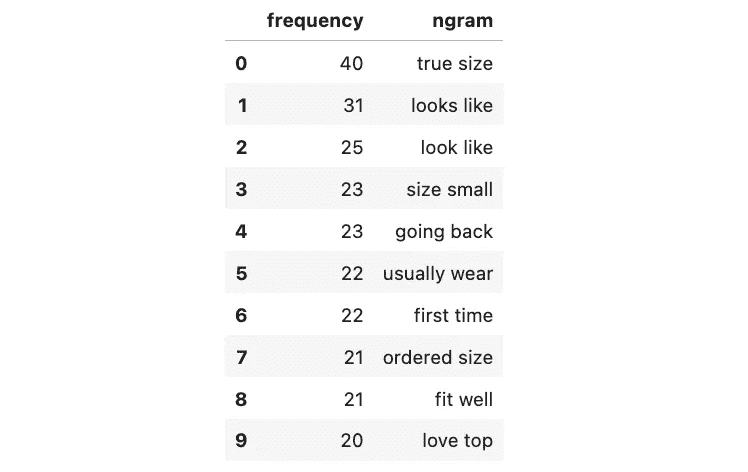 frequency ngram
0 40 true size
1 31 looks like
2 25 look like
3 23 size small
4 23 going back
5 22 usually wear
6 22 first time
7 21 ordered size
8 21 fit well
9 20 love top